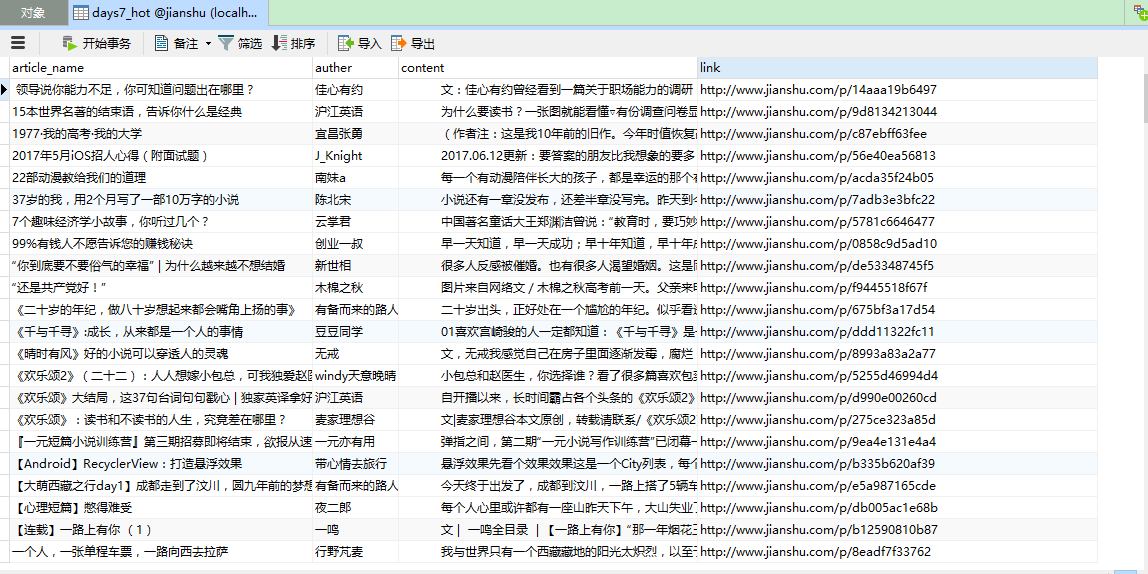 对象 days7_hot @jianshu (localh...
开始事务 备注 筛选 排序 导入 导出
article_name auther content link
领导说你能力不足，你可知道问题出在哪里？ 佳心有约 文：佳心有约曾经看到一篇关于职场能力的调研 http://www.jianshu.com/p/14aaa19b6497
15本世界名著的结束语，告诉你什么是经典 沪江英语 为什么要读书？一张图就能看懂▿有份调查问卷显 http://www.jianshu.com/p/9d8134213044
1977·我的高考·我的大学 宜昌张勇 （作者注：这是我10年前的旧作。今年时值恢复高 http://www.jianshu.com/p/c87ebff63fee
2017年5月iOS招人心得（附面试题） J_Knight 2017.06.12更新：要答案的朋友比我想象的要多 http://www.jianshu.com/p/56e40ea56813
22部动漫教给我们的道理 南妹a 每一个有动漫陪伴长大的孩子，都是幸运的那个 http://www.jianshu.com/p/acda35f24b05
37岁的我，用2个月写了一部10万字的小说 陈北宋 小说还有一章没发布，还差半章没写完。昨天到 http://www.jianshu.com/p/7adb3e3bfc22
7个趣味经济学小故事，你听过几个？ 云掌君 中国著名童话大王郑渊洁曾说：“教育时，要巧妙 http://www.jianshu.com/p/5781c6646477
99%有钱人不愿告诉您的赚钱秘诀 创业一叔 早一天知道，早一天成功；早十年知道，早十年 http://www.jianshu.com/p/0858c9d5ad10
“你到底要不要俗气的幸福” | 为什么越来越不想结婚 新世相 很多人反感被催婚。也有很多人渴望婚姻。这是 http://www.jianshu.com/p/de53348745f5
“还是共产党好！” 木棉之秋 图片来自网络文 / 木棉之秋高考前一天。父亲来 http://www.jianshu.com/p/f9445518f67f
《二十岁的年纪，做八十岁想起来都会嘴角上扬的事》 有备而来的路人 二十岁出头，正好处在一个尴尬的年纪。似乎看 http://www.jianshu.com/p/675bf3a17d54
《千与千寻》:成长，从来都是一个人的事情 豆豆同学 01喜欢宫崎骏的人一定都知道：《千与千寻》是 http://www.jianshu.com/p/ddd11322fc11
《晴时有风》好的小说可以穿透人的灵魂 无戒 文，无戒我感觉自己在房子里面逐渐发霉，腐烂 http://www.jianshu.com/p/8993a83a2a77
《欢乐颂2》（二十二）：人人想嫁小包总，可我独爱赵医 windy天意晚晴 小包总和赵医生，你选择谁？看了很多篇喜欢包 http://www.jianshu.com/p/5255d46994d4
《欢乐颂》大结局，这37句台词句句戳心 | 独家英译拿好 沪江英语 自开播以来，长时间霸占各个头条的《欢乐颂2》 http://www.jianshu.com/p/d990e00260cd
《欢乐颂》：读书和不读书的人生，究竟差在哪里？ 麦家理想谷 文|麦家理想谷本文原创，转载请联系/《欢乐颂2 http://www.jianshu.com/p/275ce323a85d
『一元短篇小说训练营』第三期招募即将结束，欲报从速 一元亦有用 弹指之间，第二期“一元小说写作训练营”已闭幕一 http://www.jianshu.com/p/9ea4e131e4a4
【Android】RecyclerView：打造悬浮效果 带心情去旅行 悬浮效果先看个效果效果这是一个City列表，每个 http://www.jianshu.com/p/b335b620af39
【大萌西藏之行day1】成都走到了汶川，圆九年前的梦想 有备而来的路人 今天终于出发了，成都到汶川，一路上搭了5辆车 http://www.jianshu.com/p/e5a987165cde
【心理短篇】憋得难受 夜二郎 每个人心里或许都有一座山昨天下午，大山失业了 http://www.jianshu.com/p/db005ac1e68b
【连载】一路上有你（1） 一鸣 文｜ 一鸣全目录 ｜【一路上有你】“那一年烟花 http://www.jianshu.com/p/b12590810b87
一个人，一张单程车票，一路向西去拉萨 行野芃麦 我与世界只有一个西藏藏地的阳光太炽烈，以至于 http://www.jianshu.com/p/8eadf7f33762